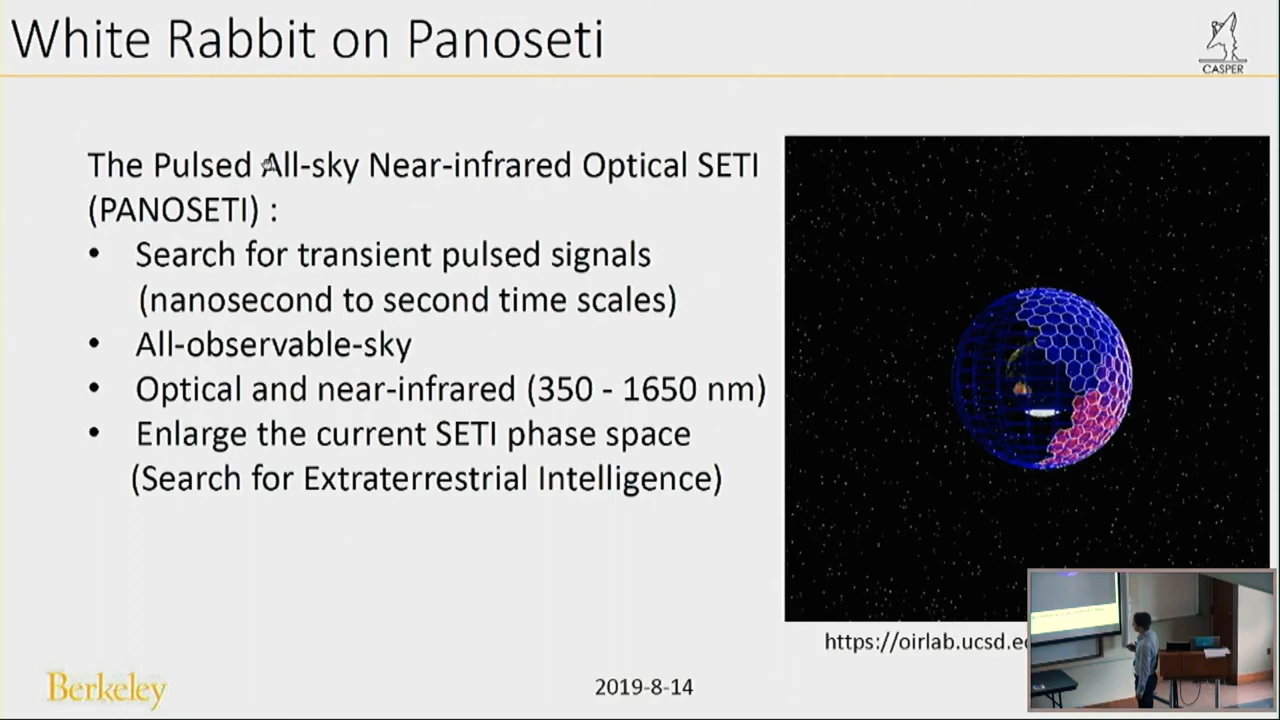 White Rabbit on Panoseti
CASPER
The Pulsed All-sky Near-infrared Optical SETI
(PANOSETI) :
• Search for transient pulsed signals
(nanosecond to second time scales)
• All-observable-sky
• Optical and near-infrared (350 - 1650 nm)
• Enlarge the current SETI phase space
(Search for Extraterrestrial Intelligence)
https://oirlab.ucsd.e
Berkeley
2019-8-14